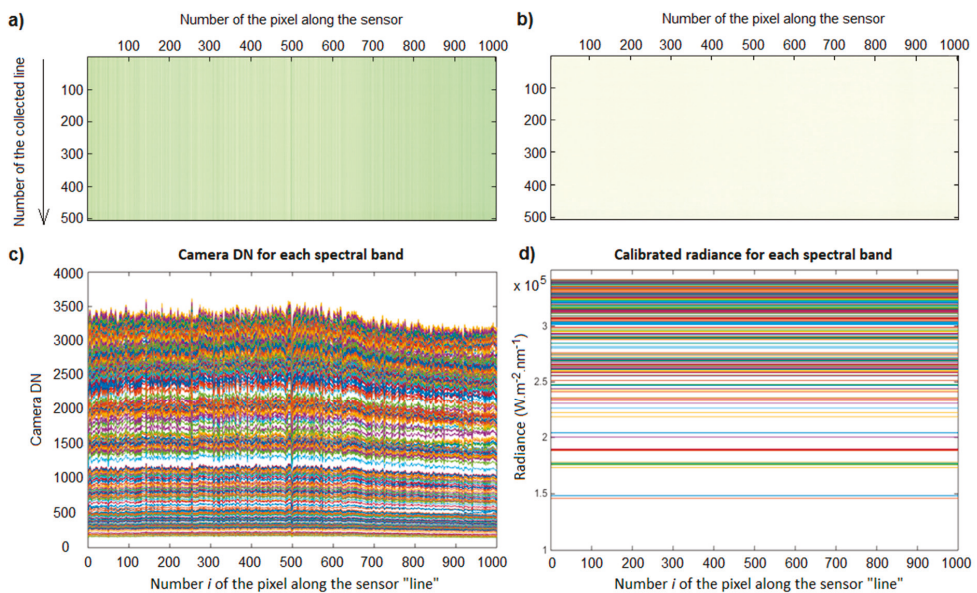 a)
Number of the pixel along the sensor
100 200 300 400 500 600 700 800 900 1000
Number of the collected line
100
200
300
400
500
b)
Number of the pixel along the sensor
100 200 300 400 500 600 700 800 900 1000
100
200
300
400
500
c)
Camera DN for each spectral band
Camera DN
4000
3500
3000
2500
2000
1500
1000
500
0
0 100 200 300 400 500 600 700 800 900 1000
Number i of the pixel along the sensor "line"
d)
Calibrated radiance for each spectral band
x 10⁵
Radiance (W.m-2.nm-1)
3
2.5
2
1.5
1
0 100 200 300 400 500 600 700 800 900 1000
Number i of the pixel along the sensor "line"